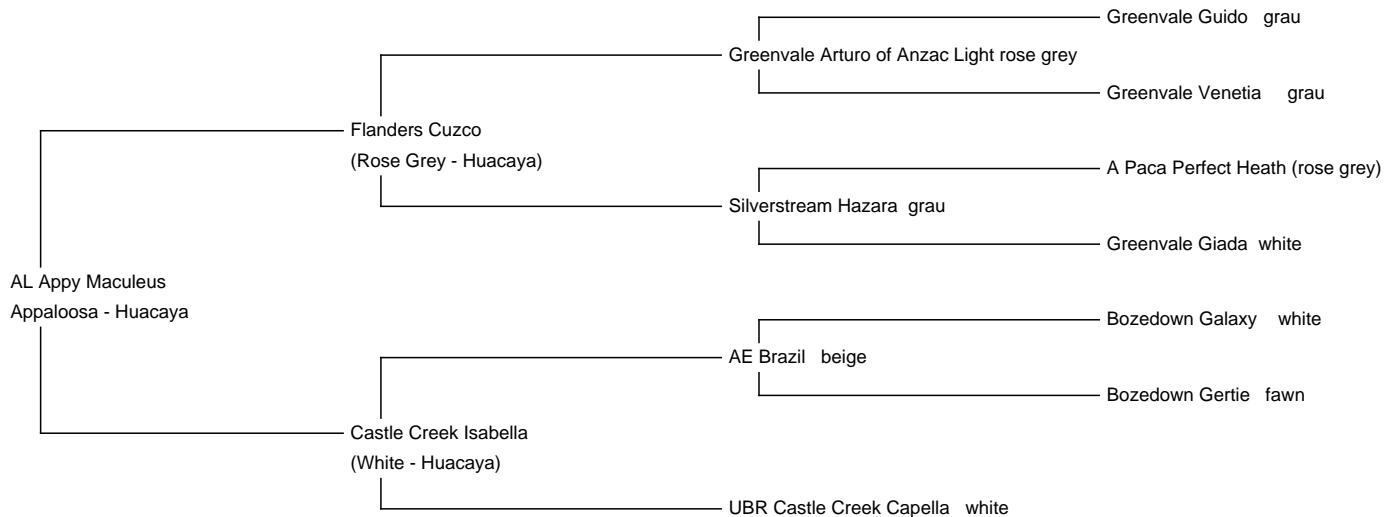 Greenvale Guido grau
Greenvale Arturo of Anzac Light rose grey
Greenvale Venetia grau
Flanders Cuzco
(Rose Grey - Huacaya)
A Paca Perfect Heath (rose grey)
Silverstream Hazara grau
Greenvale Giada white
AL Appy Maculeus
Appaloosa - Huacaya
Bozedown Galaxy white
AE Brazil beige
Bozedown Gertie fawn
Castle Creek Isabella
(White - Huacaya)
UBR Castle Creek Capella white